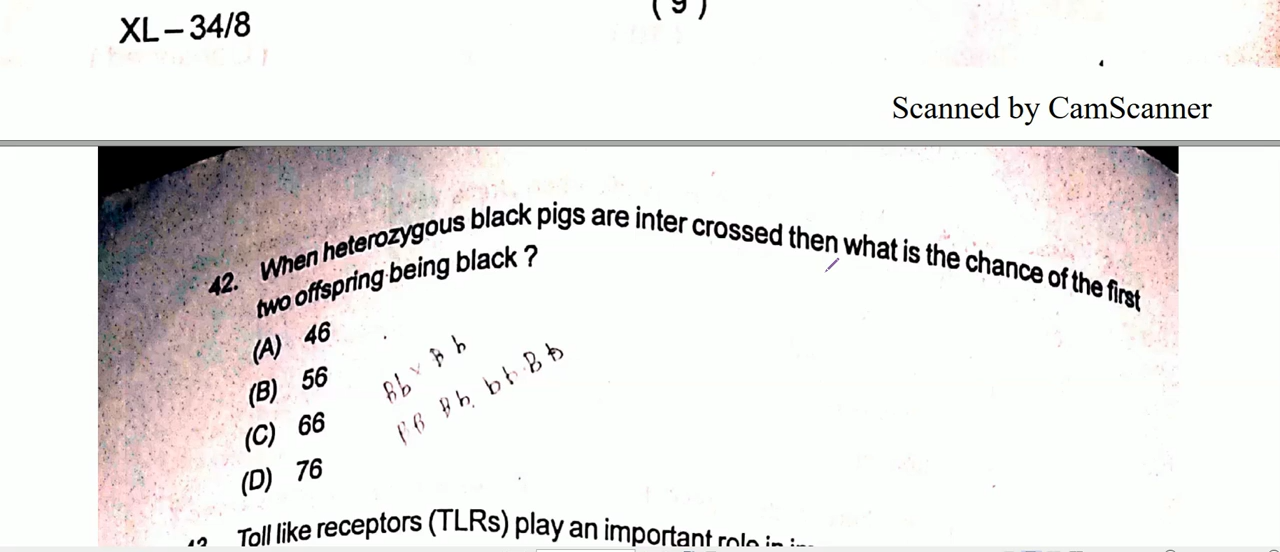 (9)
XL – 34/8
Scanned by CamScanner
42. When heterozygous black pigs are inter crossed then what is the chance of the first
two offspring being black ?
(A) 46
(B) 56
(C) 66
(D) 76
Bb × Bb
BB Bb bb Bb
Toll like receptors (TLRs) play an important role in